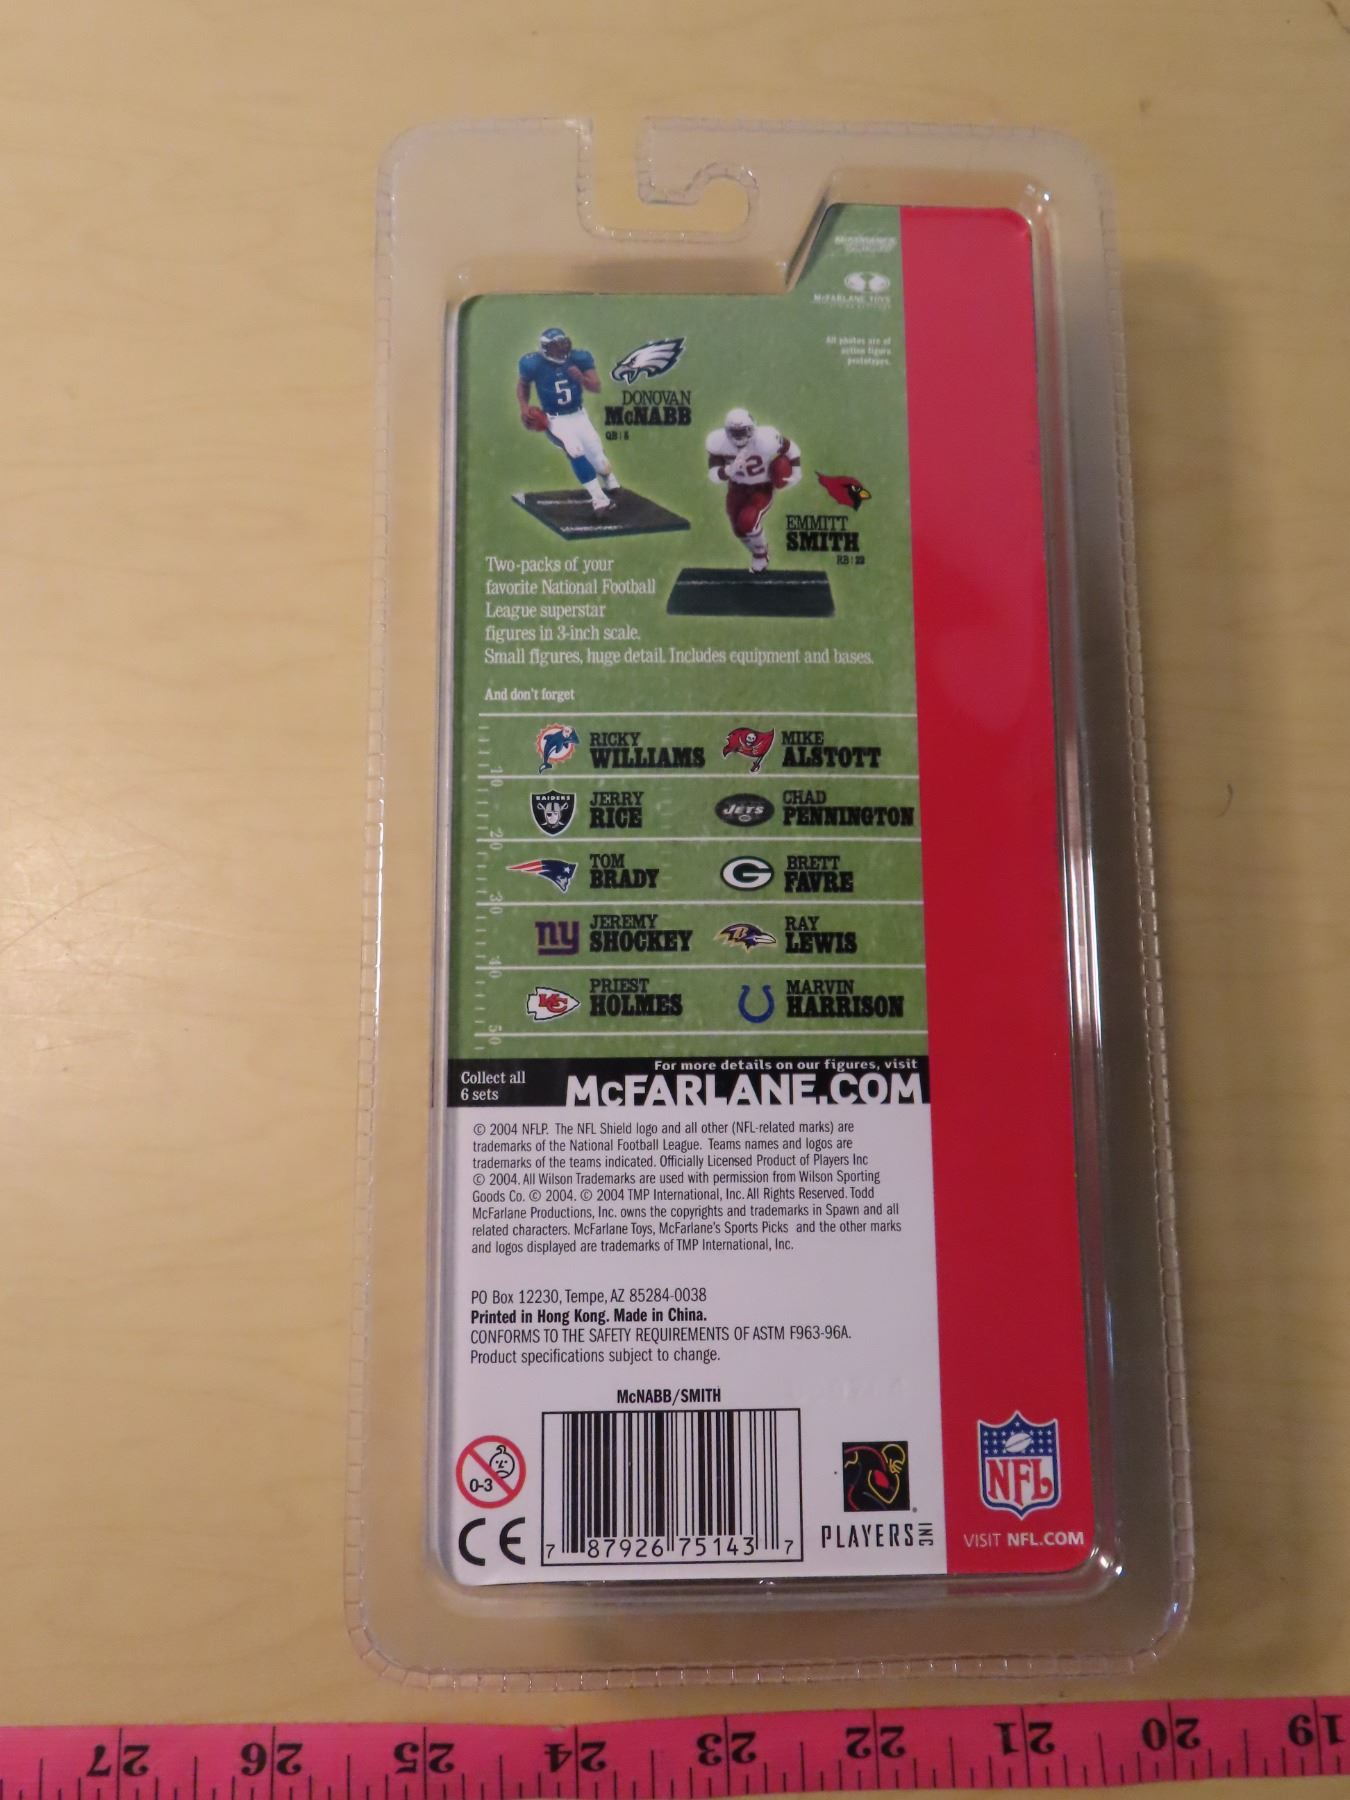 McFARLANE TOYS
All photos are of
action figure
prototypes.
5
DONOVAN
McNABB
QB | 5
22
EMMITT
SMITH
RB | 22
Two-packs of your
favorite National Football
League superstar
figures in 3-inch scale.
Small figures, huge detail. Includes equipment and bases.
And don't forget
RICKY
WILLIAMS
MIKE
ALSTOTT
10
RAIDERS
JERRY
RICE
JETS
CHAD
PENNINGTON
20
TOM
BRADY
G
BRETT
FAVRE
30
ny
JEREMY
SHOCKEY
B
RAY
LEWIS
40
KC
PRIEST
HOLMES
MARVIN
HARRISON
50
Collect all
6 sets
For more details on our figures, visit
McFARLANE.COM
© 2004 NFLP. The NFL Shield logo and all other (NFL-related marks) are
trademarks of the National Football League. Teams names and logos are
trademarks of the teams indicated. Officially Licensed Product of Players Inc
© 2004. All Wilson Trademarks are used with permission from Wilson Sporting
Goods Co. © 2004. © 2004 TMP International, Inc. All Rights Reserved. Todd
McFarlane Productions, Inc. owns the copyrights and trademarks in Spawn and all
related characters. McFarlane Toys, McFarlane's Sports Picks and the other marks
and logos displayed are trademarks of TMP International, Inc.
PO Box 12230, Tempe, AZ 85284-0038
Printed in Hong Kong. Made in China.
CONFORMS TO THE SAFETY REQUIREMENTS OF ASTM F963-96A.
Product specifications subject to change.
McNABB/SMITH
0-3
CE
7 87926 75143 7
PLAYERS INC
NFL
VISIT NFL.COM
27 26 25 24 23 22 21 20 19